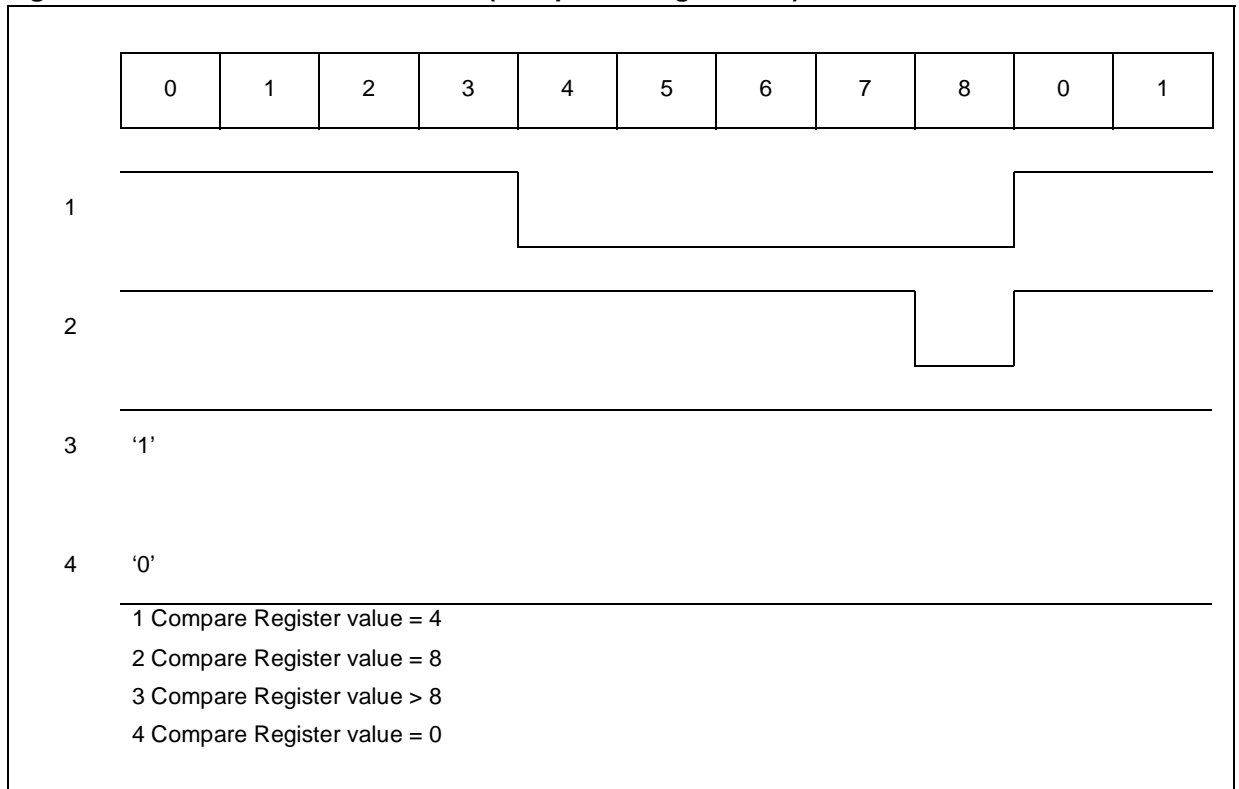 0 1 2 3 4 5 6 7 8 0 1
1
2
3 ‘1’
4 ‘0’
1 Compare Register value = 4
2 Compare Register value = 8
3 Compare Register value > 8
4 Compare Register value = 0